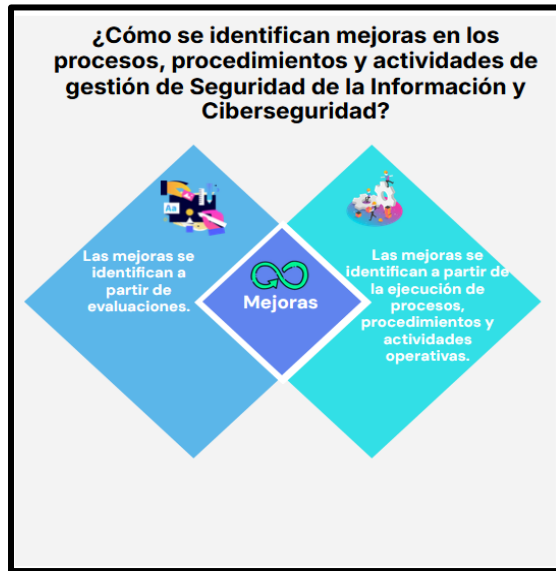 ¿Cómo se identifican mejoras en los
procesos, procedimientos y actividades de
gestión de Seguridad de la Información y
Ciberseguridad?
Aa
Las mejoras se
identifican a
partir de
evaluaciones.
Mejoras
Las mejoras se
identifican a partir de
la ejecución de
procesos,
procedimientos y
actividades
operativas.